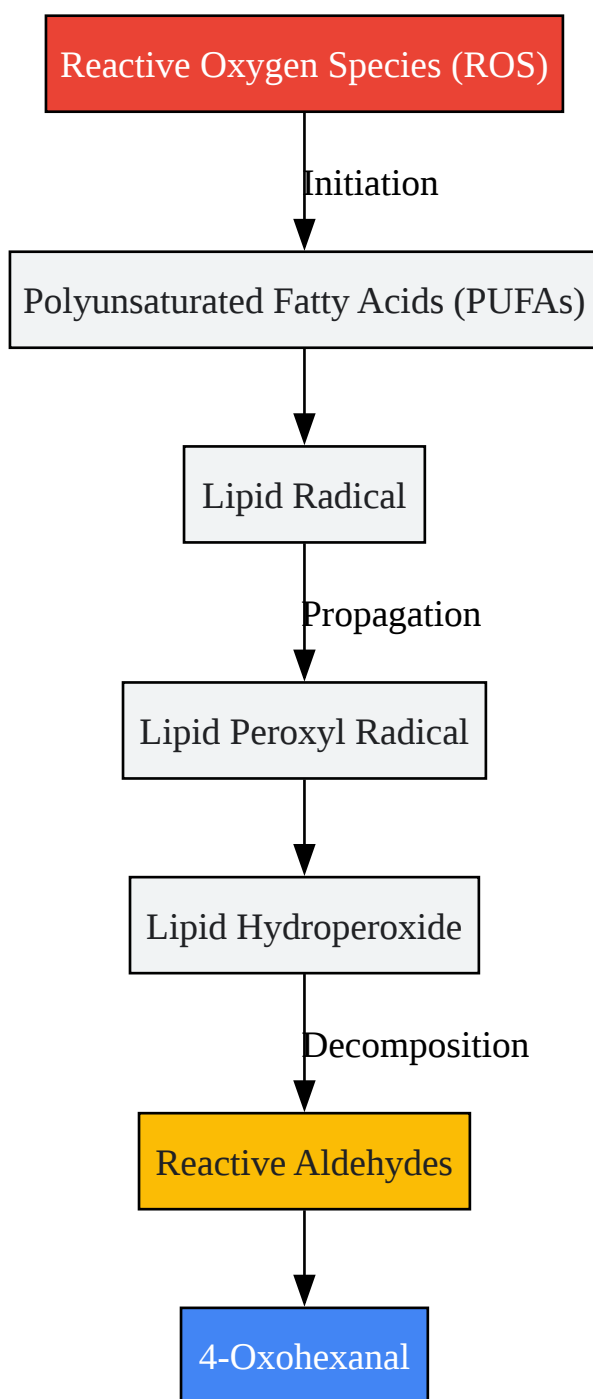 Reactive Oxygen Species (ROS)
Initiation
Polyunsaturated Fatty Acids (PUFAs)
Lipid Radical
Propagation
Lipid Peroxyl Radical
Lipid Hydroperoxide
Decomposition
Reactive Aldehydes
4-Oxohexanal